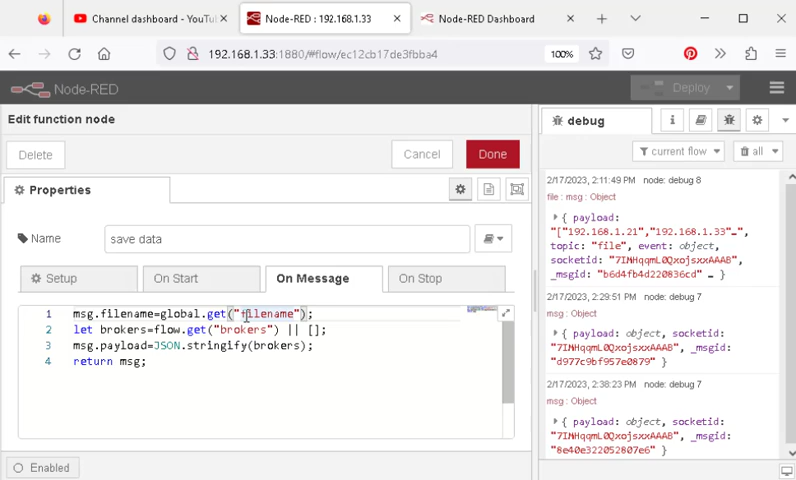 Channel dashboard - YouTu
Node-RED : 192.168.1.33
Node-RED Dashboard
192.168.1.33:1880/#flow/ec12cb17de3fbba4
100%
Node-RED
Deploy
Edit function node
Delete
Cancel
Done
Properties
Name
save data
Setup
On Start
On Message
On Stop
1 msg.filename=global.get("filename");
2 let brokers=flow.get("brokers") || [];
3 msg.payload=JSON.stringify(brokers);
4 return msg;
Enabled
debug
current flow
all
2/17/2023, 2:11:49 PM node: debug 8
file : msg : Object
{ payload:
"["192.168.1.21","192.168.1.33"…",
topic: "file", event: object,
socketid: "7IMHqqmL0QxojsxxAAAB",
_msgid: "b6d4fb4d220836cd" … }
2/17/2023, 2:29:51 PM node: debug 7
msg : Object
{ payload: object, socketid:
"7IMHqqmL0QxojsxxAAAB", _msgid:
"d977c9bf957e0879" }
2/17/2023, 2:38:23 PM node: debug 7
msg : Object
{ payload: object, socketid:
"7IMHqqmL0QxojsxxAAAB", _msgid:
"8e40e322052807e6" }